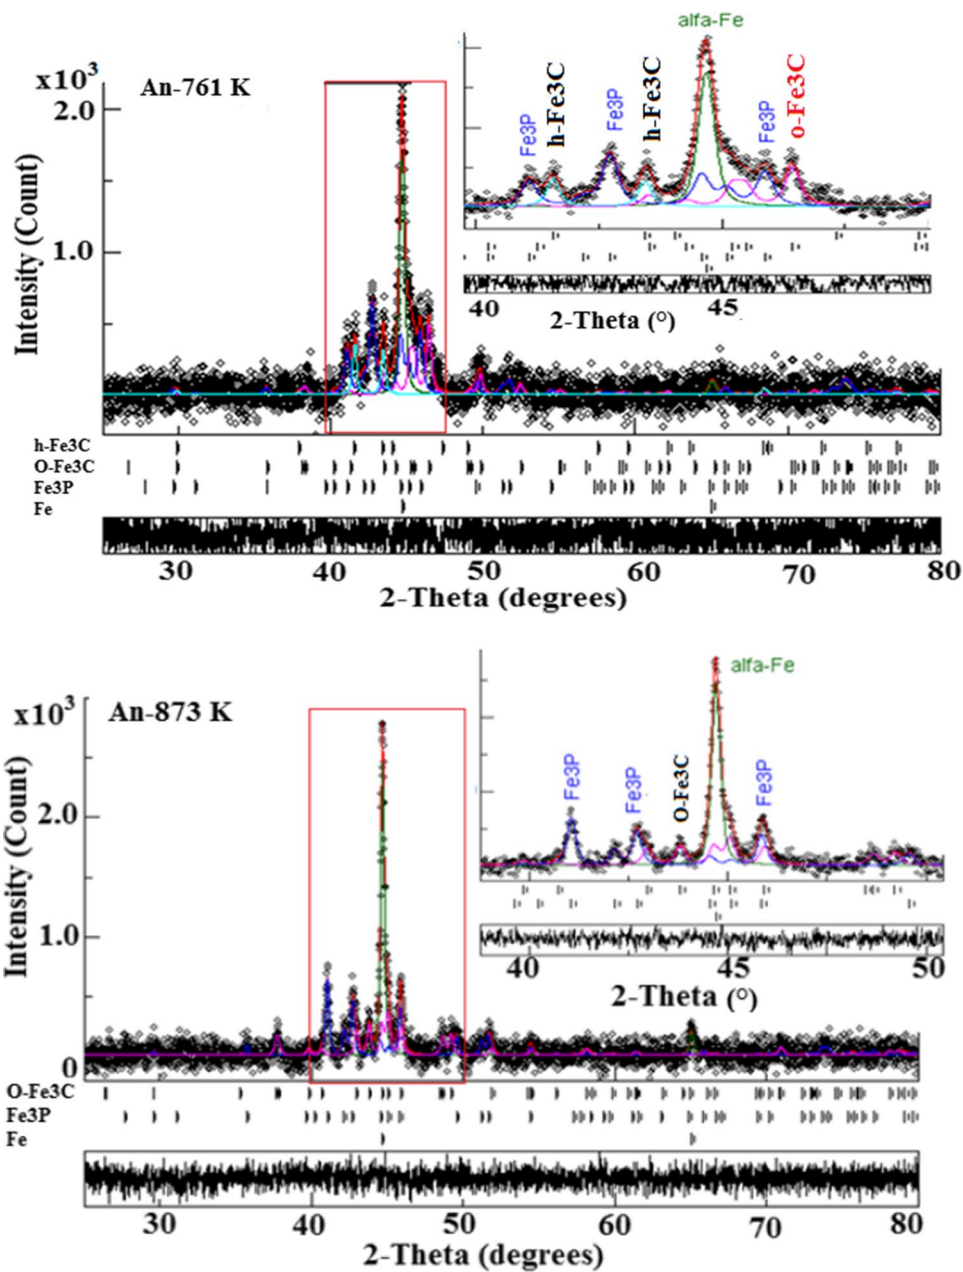 alfa-Fe
x10³
An-761 K
2.0
1.0
Intensity (Count)
Fe3P
h-Fe3C
Fe3P
h-Fe3C
Fe3P
o-Fe3C
40 45
2-Theta (°)
h-Fe3C
O-Fe3C
Fe3P
Fe
30 40 50 60 70 80
2-Theta (degrees)
x10³
An-873 K
2.0
1.0
0
Intensity (Count)
alfa-Fe
Fe3P
Fe3P
O-Fe3C
Fe3P
40 45 50
2-Theta (°)
O-Fe3C
Fe3P
Fe
30 40 50 60 70 80
2-Theta (degrees)